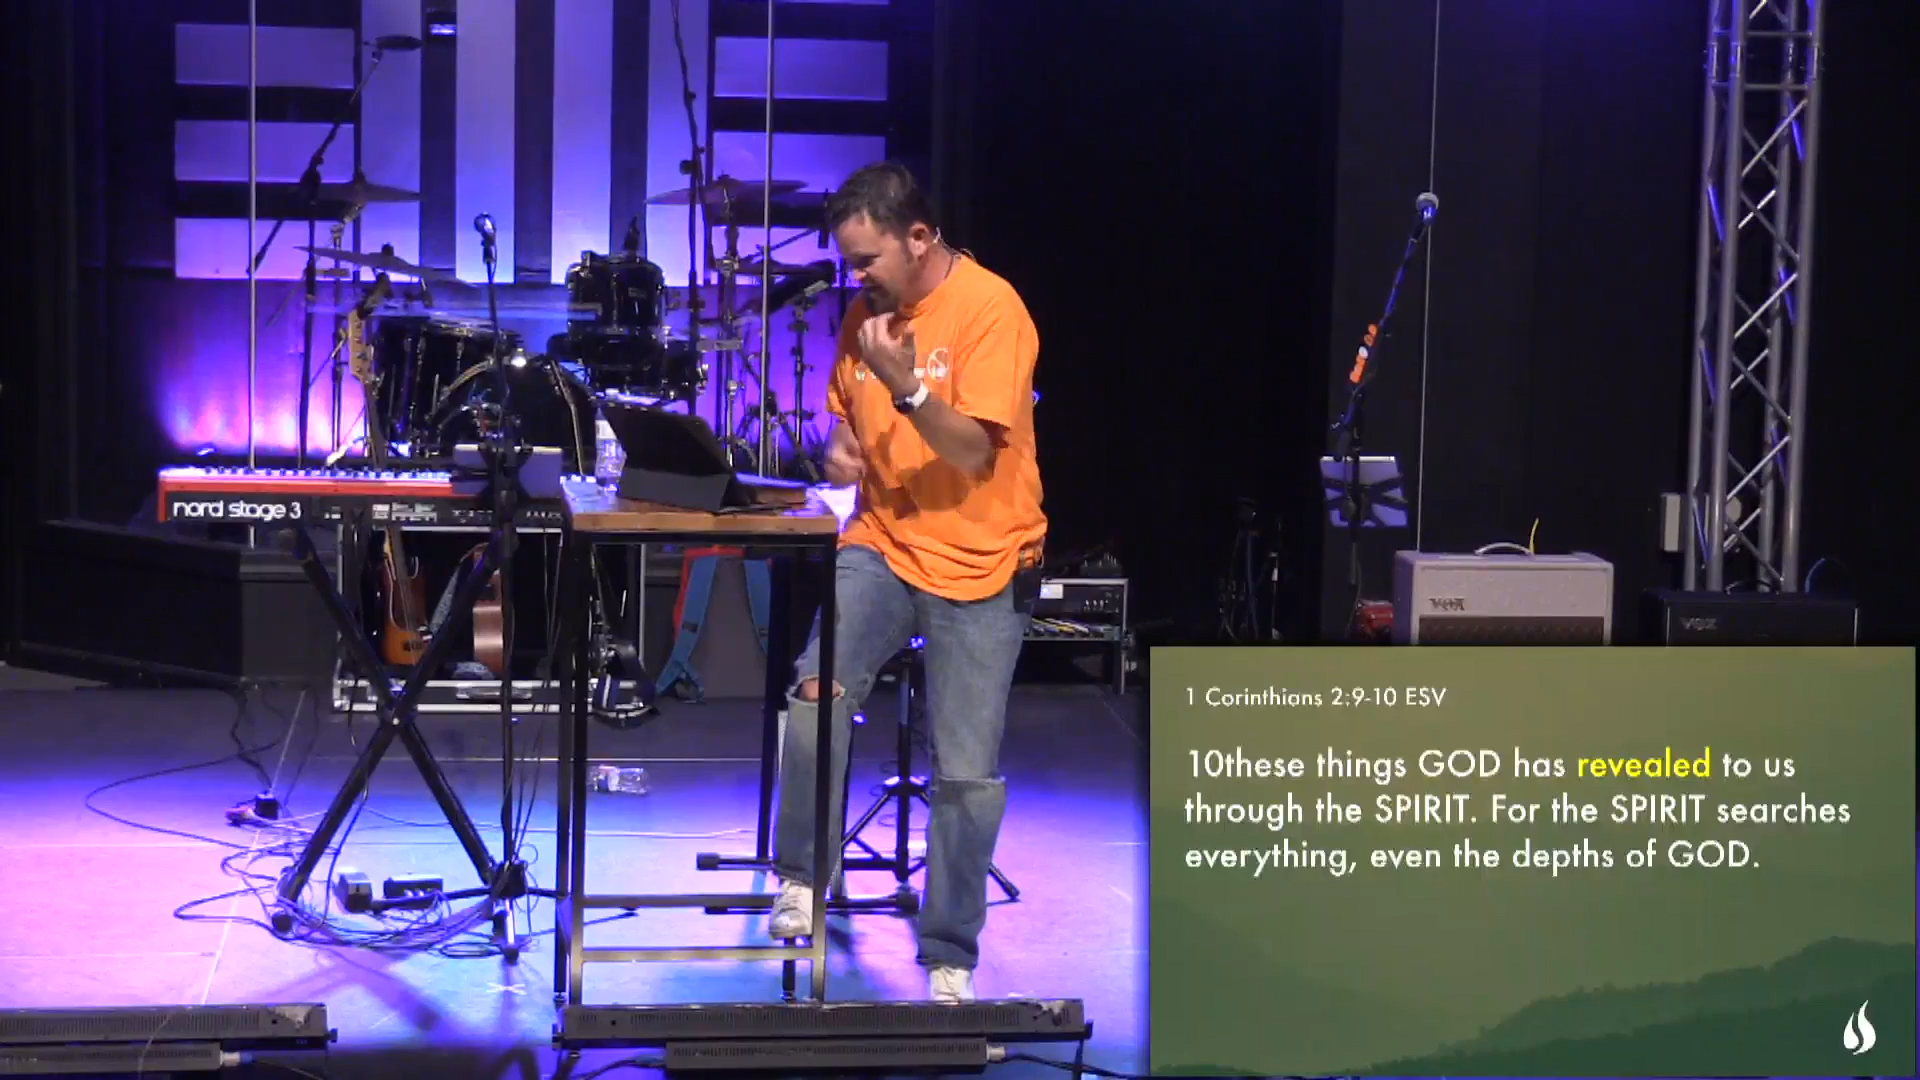 nord stage 3
VOX
VOX
1 Corinthians 2:9-10 ESV
10these things GOD has revealed to us
through the SPIRIT. For the SPIRIT searches
everything, even the depths of GOD.